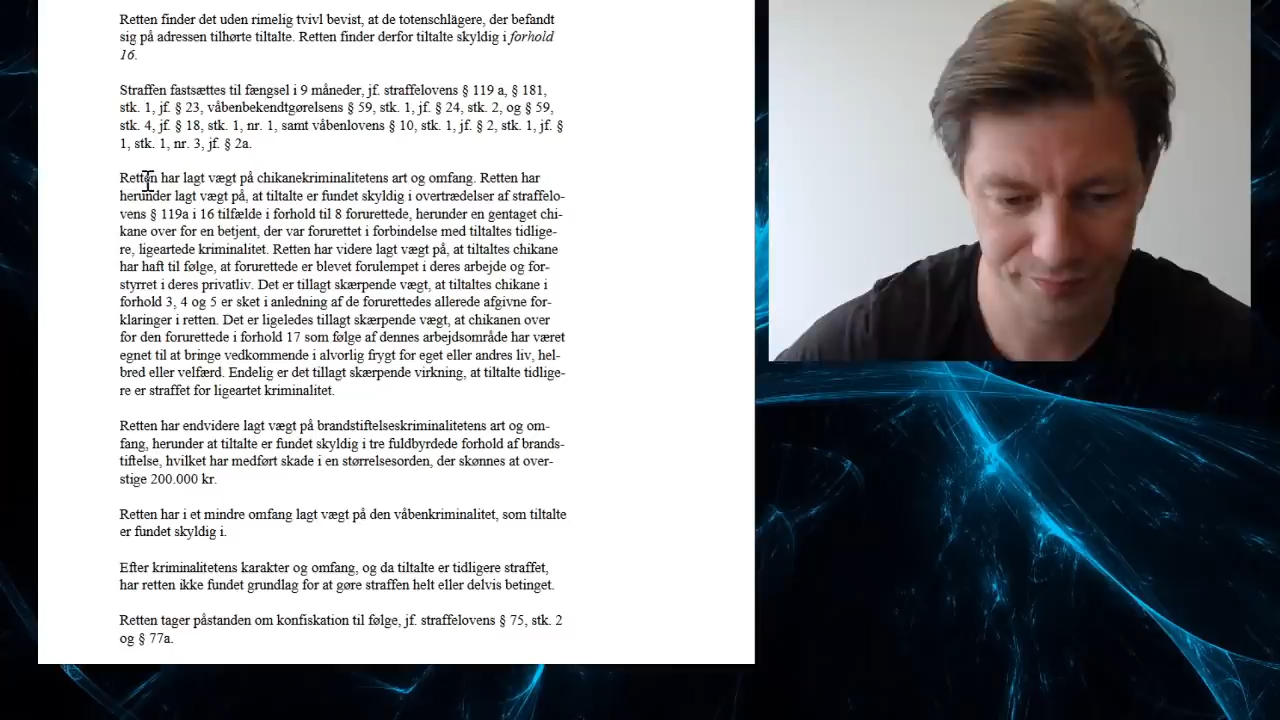 Retten finder det uden rimelig tvivl bevist, at de totenschlägere, der befandt
sig på adressen tilhørte tiltalte. Retten finder derfor tiltalte skyldig i forhold
16.
Straffen fastsættes til fængsel i 9 måneder, jf. straffelovens § 119 a, § 181,
stk. 1, jf. § 23, våbenbekendtgørelsens § 59, stk. 1, jf. § 24, stk. 2, og § 59,
stk. 4, jf. § 18, stk. 1, nr. 1, samt våbenlovens § 10, stk. 1, jf. § 2, stk. 1, jf. §
1, stk. 1, nr. 3, jf. § 2a.
Retten har lagt vægt på chikanekriminalitetens art og omfang. Retten har
herunder lagt vægt på, at tiltalte er fundet skyldig i overtrædelser af straffelo-
vens § 119a i 16 tilfælde i forhold til 8 forurettede, herunder en gentaget chi-
kane over for en betjent, der var forurettet i forbindelse med tiltaltes tidlige-
re, ligeartede kriminalitet. Retten har videre lagt vægt på, at tiltaltes chikane
har haft til følge, at forurettede er blevet forulempet i deres arbejde og for-
styrret i deres privatliv. Det er tillagt skærpende vægt, at tiltaltes chikane i
forhold 3, 4 og 5 er sket i anledning af de forurettedes allerede afgivne for-
klaringer i retten. Det er ligeledes tillagt skærpende vægt, at chikanen over
for den forurettede i forhold 17 som følge af dennes arbejdsområde har været
egnet til at bringe vedkommende i alvorlig frygt for eget eller andres liv, hel-
bred eller velfærd. Endelig er det tillagt skærpende virkning, at tiltalte tidlige-
re er straffet for ligeartet kriminalitet.
Retten har endvidere lagt vægt på brandstiftelseskriminalitetens art og om-
fang, herunder at tiltalte er fundet skyldig i tre fuldbyrdede forhold af brands-
tiftelse, hvilket har medført skade i en størrelsesorden, der skønnes at over-
stige 200.000 kr.
Retten har i et mindre omfang lagt vægt på den våbenkriminalitet, som tiltalte
er fundet skyldig i.
Efter kriminalitetens karakter og omfang, og da tiltalte er tidligere straffet,
har retten ikke fundet grundlag for at gøre straffen helt eller delvis betinget.
Retten tager påstanden om konfiskation til følge, jf. straffelovens § 75, stk. 2
og § 77a.